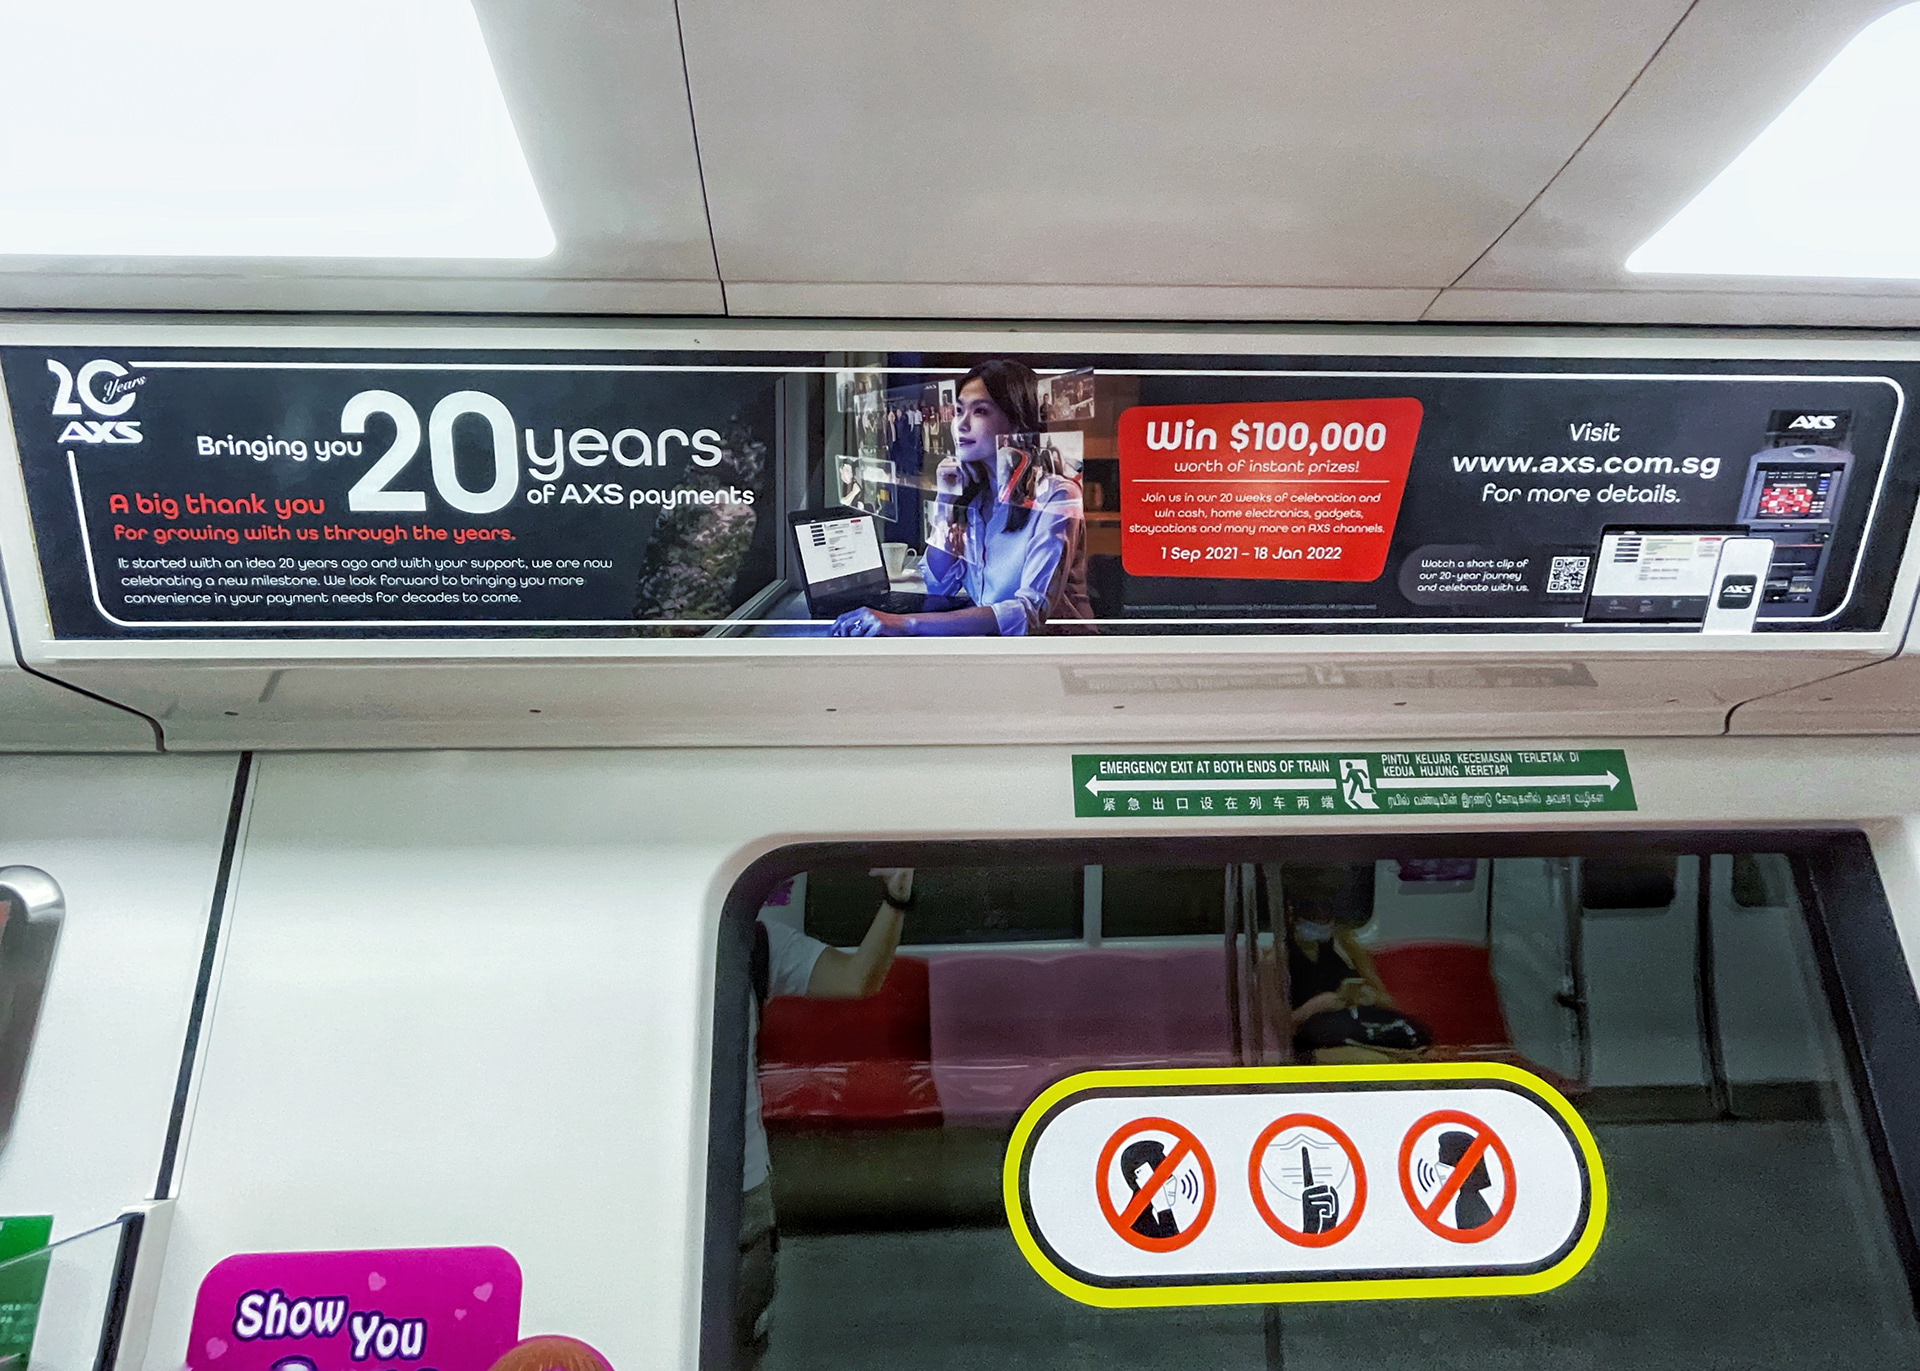 20 Years
AXS
Bringing you 20 years
of AXS payments
A big thank you
for growing with us through the years.
It started with an idea 20 years ago and with your support, we are now
celebrating a new milestone. We look forward to bringing you more
convenience in your payment needs for decades to come.
Win $100,000
worth of instant prizes!
Join us in our 20 weeks of celebration and
win cash, home electronics, gadgets,
staycations and many more on AXS channels.
1 Sep 2021 – 18 Jan 2022
Visit
www.axs.com.sg
for more details.
Watch a short clip of
our 20-year journey
and celebrate with us.
AXS
AXS
EMERGENCY EXIT AT BOTH ENDS OF TRAIN
紧急出口设在列车两端
PINTU KELUAR KECEMASAN TERLETAK DI
KEDUA HUJUNG KERETAPI
ரயில் வண்டியின் இரண்டு கோடிகளில் அவசர வழிகள்
Show You